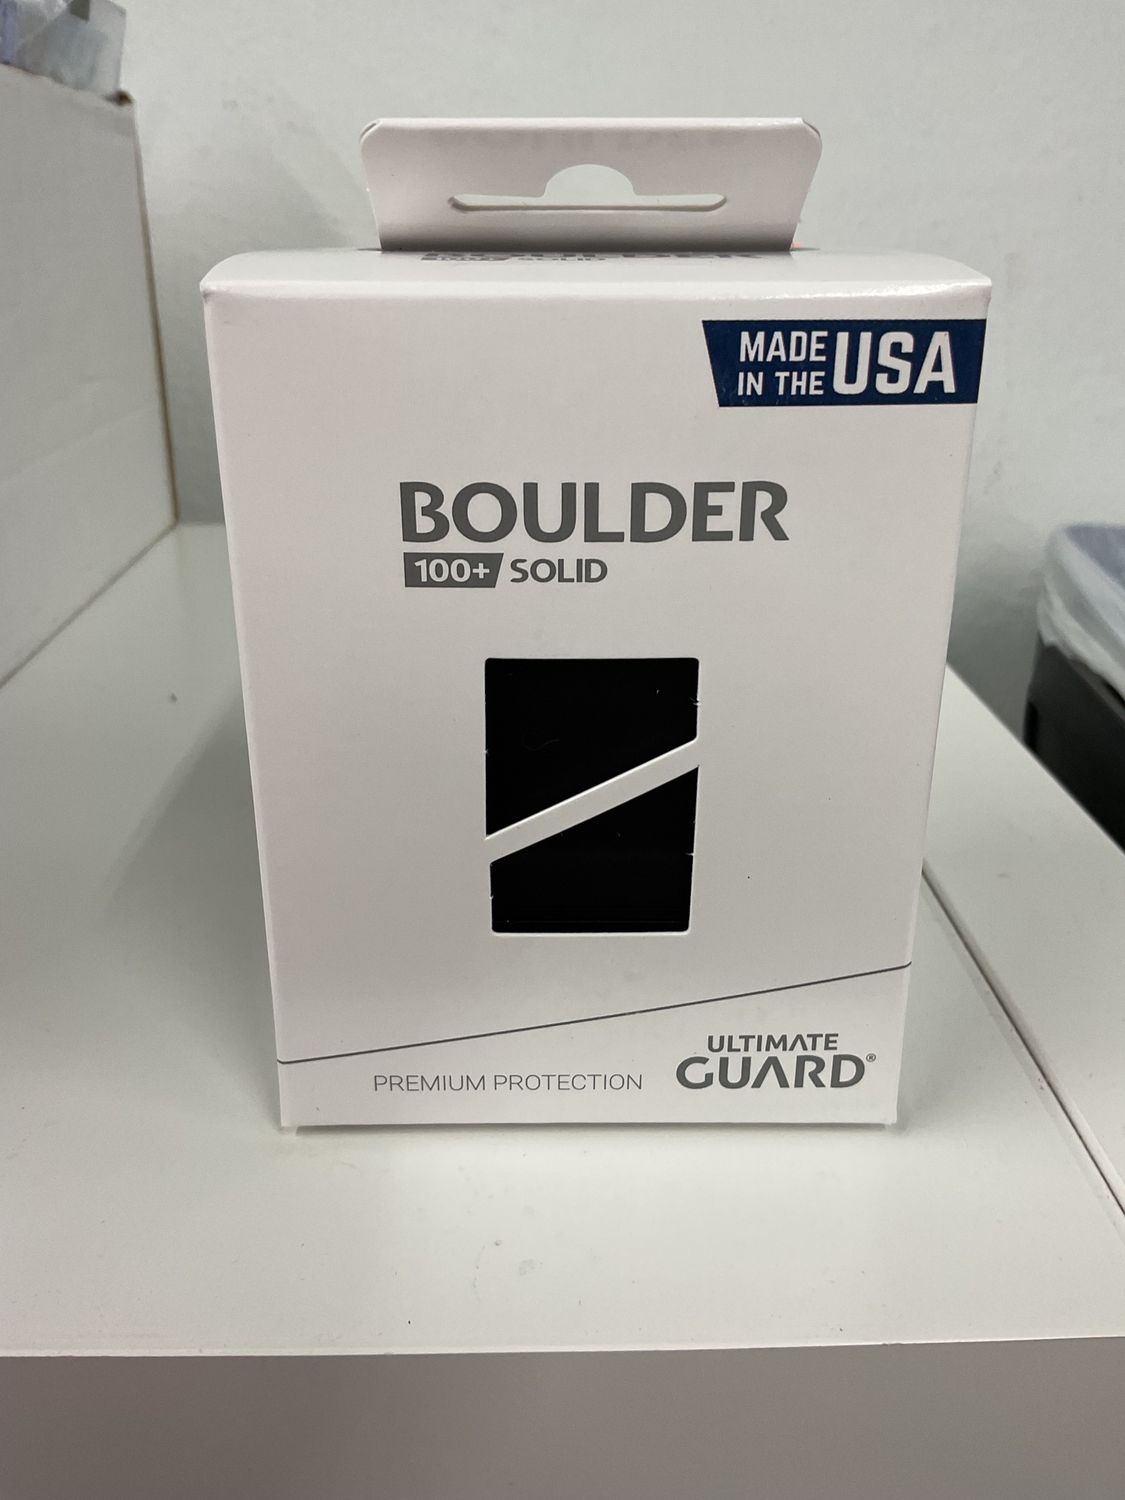 MADE
IN THE USA
BOULDER
100+ SOLID
PREMIUM PROTECTION
ULTIMATE
GUARD®